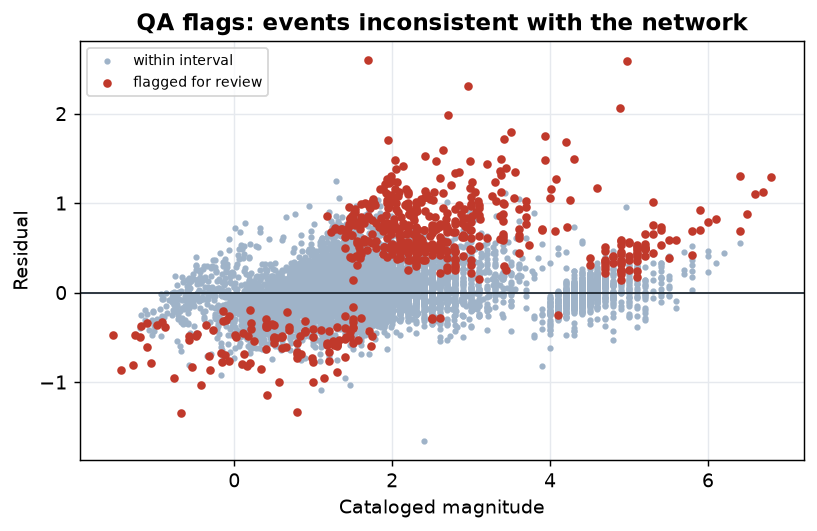 QA flags: events inconsistent with the network
within interval
flagged for review
2
1
0
−1
Residual
0
2
4
6
Cataloged magnitude